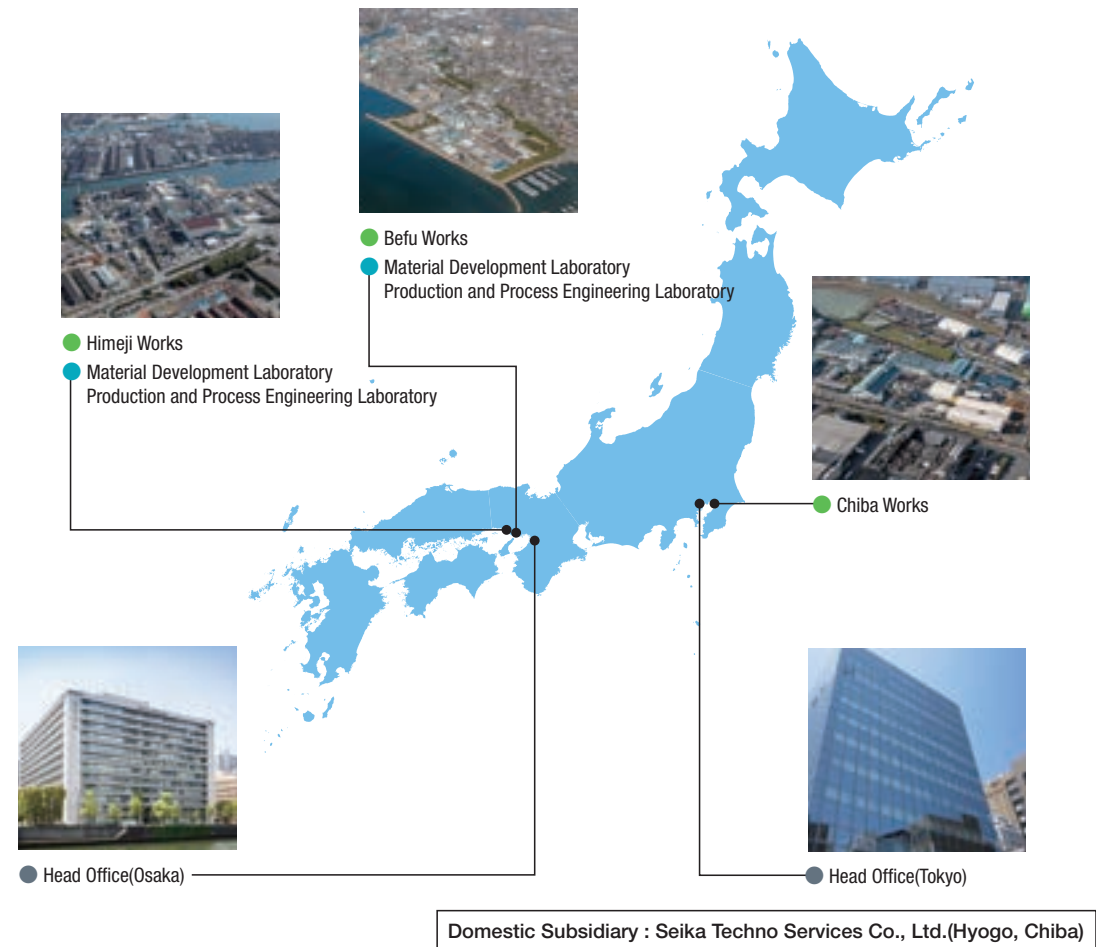 Befu Works
Material Development Laboratory
Production and Process Engineering Laboratory
Himeji Works
Material Development Laboratory
Production and Process Engineering Laboratory
Chiba Works
Head Office(Osaka)
Head Office(Tokyo)
Domestic Subsidiary : Seika Techno Services Co., Ltd.(Hyogo, Chiba)